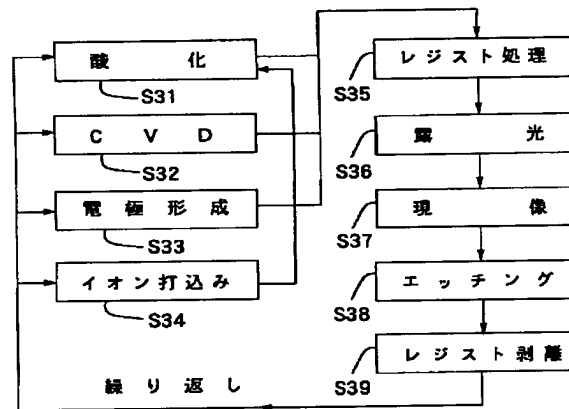 酸化
S31
CVD
S32
電極形成
S33
イオン打込み
S34
レジスト処理
S35
露光
S36
現像
S37
エッチング
S38
レジスト剥離
S39
繰り返し